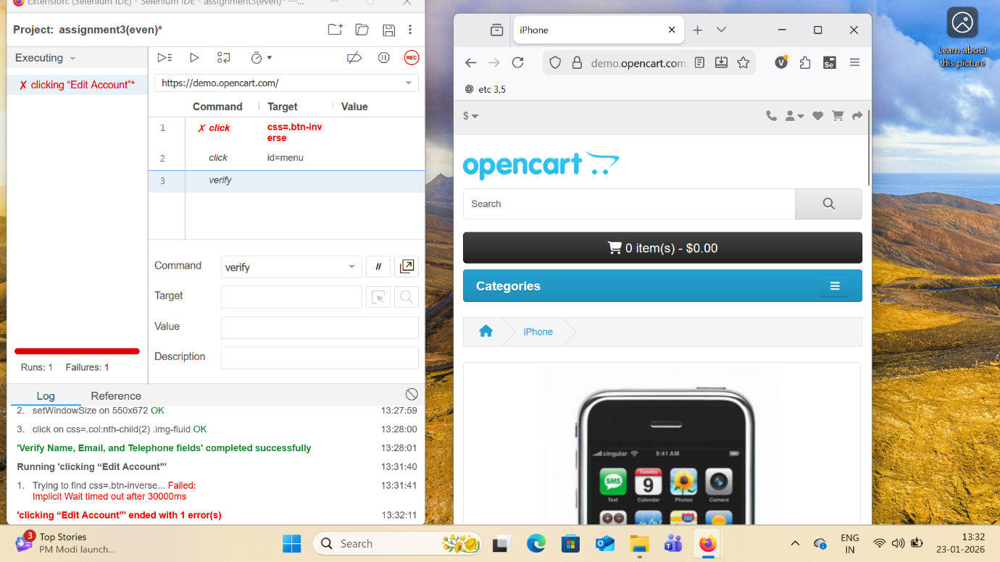 Extension: (Selenium IDE) - Selenium IDE - assignment3(even)* —...
Project: assignment3(even)*
Executing
✗ clicking “Edit Account”*
REC
https://demo.opencart.com/
Command Target Value
1 ✗ click css=.btn-inv
erse
2 click id=menu
3 verify
Command verify //
Target
Value
Description
Runs: 1 Failures: 1
Log Reference
2. setWindowSize on 550x672 OK 13:27:59
3. click on css=.col:nth-child(2) .img-fluid OK 13:28:00
'Verify Name, Email, and Telephone fields' completed successfully 13:28:01
Running 'clicking “Edit Account”' 13:31:40
1. Trying to find css=.btn-inverse... Failed: 13:31:41
Implicit Wait timed out after 30000ms
'clicking “Edit Account”' ended with 1 error(s) 13:32:11
iPhone
demo.opencart.com
V
Se
etc 3,5
$
opencart
Search
0 item(s) - $0.00
Categories
iPhone
cingular 9:41 AM
SMS Tuesday 9
Text Calendar Photos Camera
280
Learn about
this picture
3
Top Stories
PM Modi launch...
Search
ENG
IN
13:32
23-01-2026